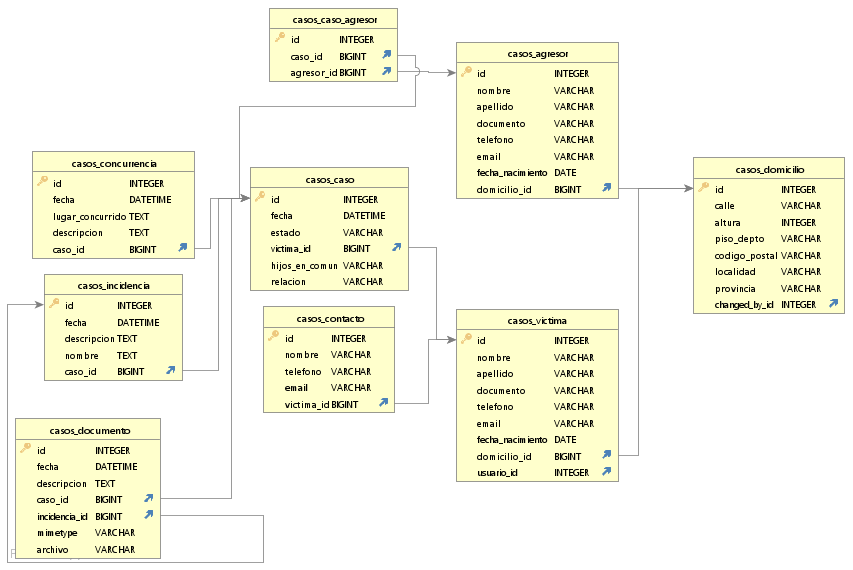 casos_caso_agresor
id INTEGER
caso_id BIGINT
agresor_id BIGINT
casos_agresor
id INTEGER
nombre VARCHAR
apellido VARCHAR
documento VARCHAR
telefono VARCHAR
email VARCHAR
fecha_nacimiento DATE
domicilio_id BIGINT
casos_concurrencia
id INTEGER
fecha DATETIME
lugar_concurrido TEXT
descripcion TEXT
caso_id BIGINT
casos_caso
id INTEGER
fecha DATETIME
estado VARCHAR
victima_id BIGINT
hijos_en_comun VARCHAR
relacion VARCHAR
casos_domicilio
id INTEGER
calle VARCHAR
altura INTEGER
piso_depto VARCHAR
codigo_postal VARCHAR
localidad VARCHAR
provincia VARCHAR
changed_by_id INTEGER
casos_incidencia
id INTEGER
fecha DATETIME
descripcion TEXT
nombre TEXT
caso_id BIGINT
casos_contacto
id INTEGER
nombre VARCHAR
telefono VARCHAR
email VARCHAR
victima_id BIGINT
casos_victima
id INTEGER
nombre VARCHAR
apellido VARCHAR
documento VARCHAR
telefono VARCHAR
email VARCHAR
fecha_nacimiento DATE
domicilio_id BIGINT
usuario_id INTEGER
casos_documento
id INTEGER
fecha DATETIME
descripcion TEXT
caso_id BIGINT
incidencia_id BIGINT
mimetype VARCHAR
archivo VARCHAR